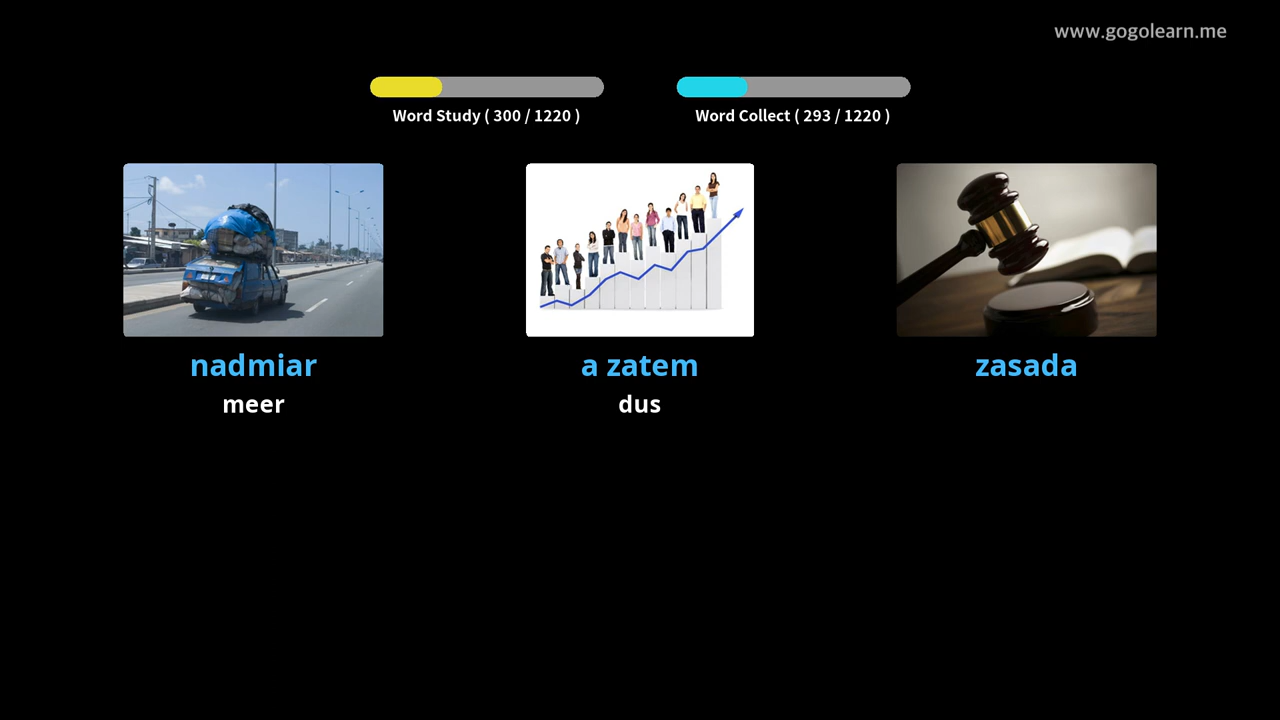 www.gogolearn.me
Word Study ( 300 / 1220 )
Word Collect ( 293 / 1220 )
nadmiar
meer
a zatem
dus
zasada